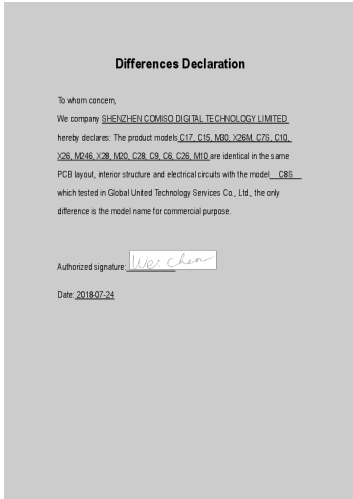 Differences Declaration
To whom concern,
We company SHENZHEN COMISO DIGITAL TECHNOLOGY LIMITED
hereby declares: The product models C17, C15, M30, X26M, C7S, C10,
X26, M246, X28, M20, C28, C9, C6, C26, M10 are identical in the same
PCB layout, interior structure and electrical circuits with the model C8S
which tested in Global United Technology Services Co., Ltd., the only
difference is the model name for commercial purpose.
Authorized signature: Wei Chen
Date: 2018-07-24